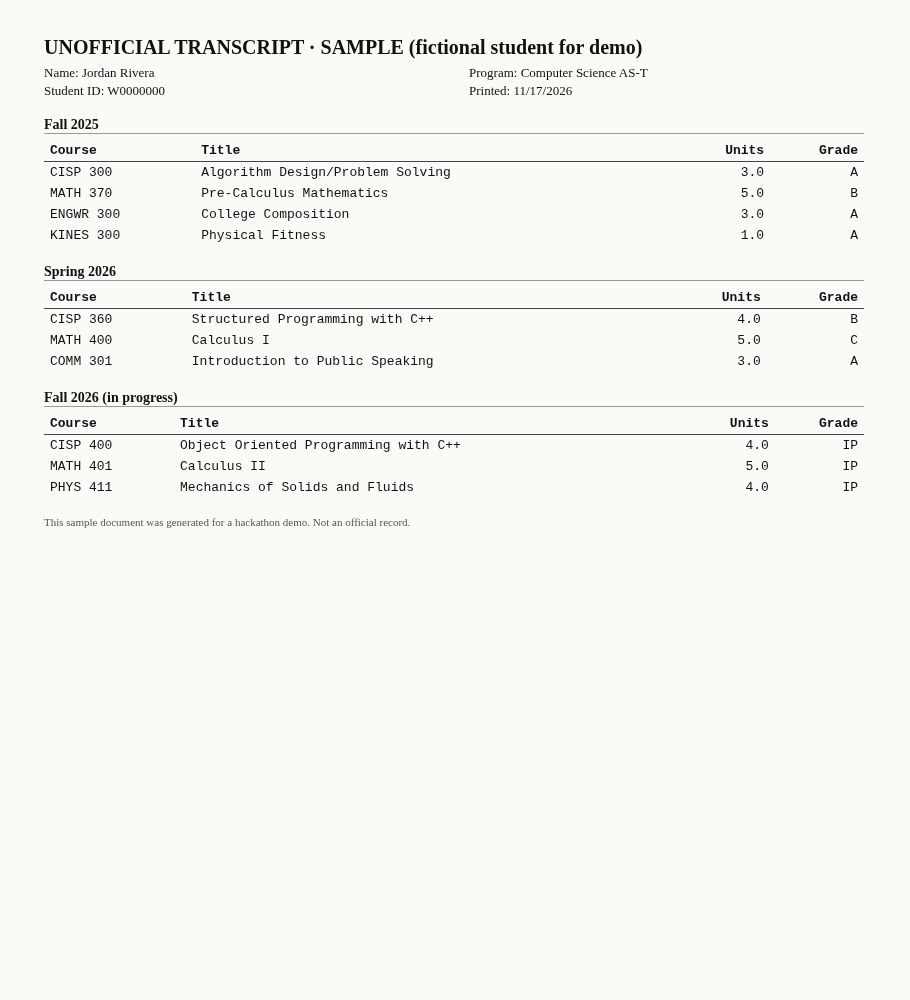 UNOFFICIAL TRANSCRIPT · SAMPLE (fictional student for demo)
Name: Jordan Rivera Program: Computer Science AS-T
Student ID: W0000000 Printed: 11/17/2026
Fall 2025
Course Title Units Grade
CISP 300 Algorithm Design/Problem Solving 3.0 A
MATH 370 Pre-Calculus Mathematics 5.0 B
ENGWR 300 College Composition 3.0 A
KINES 300 Physical Fitness 1.0 A
Spring 2026
Course Title Units Grade
CISP 360 Structured Programming with C++ 4.0 B
MATH 400 Calculus I 5.0 C
COMM 301 Introduction to Public Speaking 3.0 A
Fall 2026 (in progress)
Course Title Units Grade
CISP 400 Object Oriented Programming with C++ 4.0 IP
MATH 401 Calculus II 5.0 IP
PHYS 411 Mechanics of Solids and Fluids 4.0 IP
This sample document was generated for a hackathon demo. Not an official record.